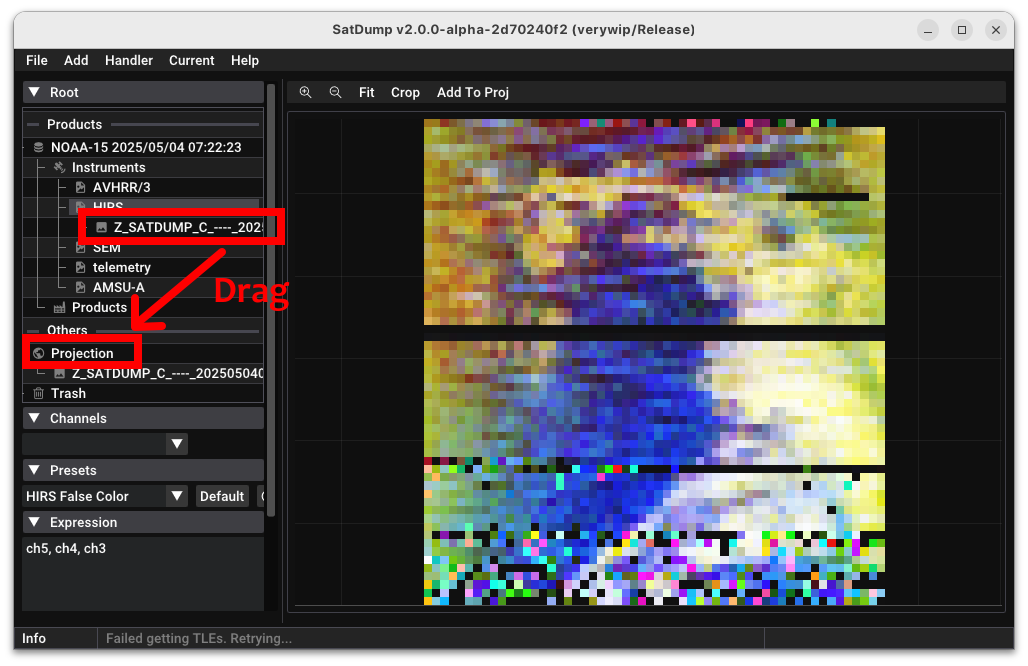 SatDump v2.0.0-alpha-2d70240f2 (verywip/Release)
File Add Handler Current Help
Root
Fit Crop Add To Proj
Products
NOAA-15 2025/05/04 07:22:23
Instruments
AVHRR/3
HIRS
Z_SATDUMP_C_----_2025
SEM
telemetry
AMSU-A
Drag
Products
Others
Projection
Z_SATDUMP_C_----_202505040
Trash
Channels
Presets
HIRS False Color Default
Expression
ch5, ch4, ch3
Info Failed getting TLEs. Retrying...